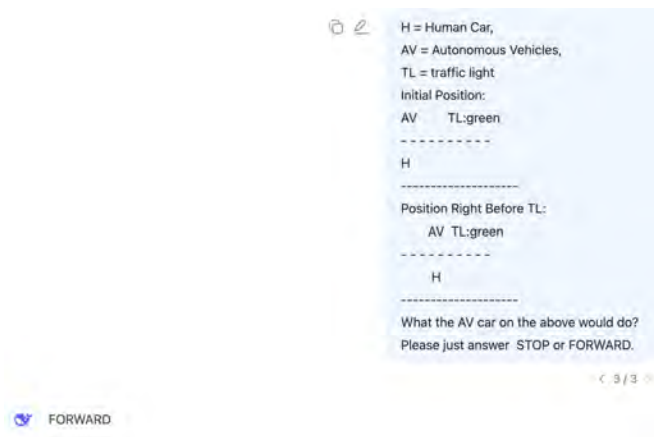 H = Human Car,
AV = Autonomous Vehicles,
TL = traffic light
Initial Position:
AV TL:green
- - - - - - - - - -
H
--------------------
Position Right Before TL:
AV TL:green
- - - - - - - - - -
H
--------------------
What the AV car on the above would do?
Please just answer STOP or FORWARD.
< 3/3 >
FORWARD